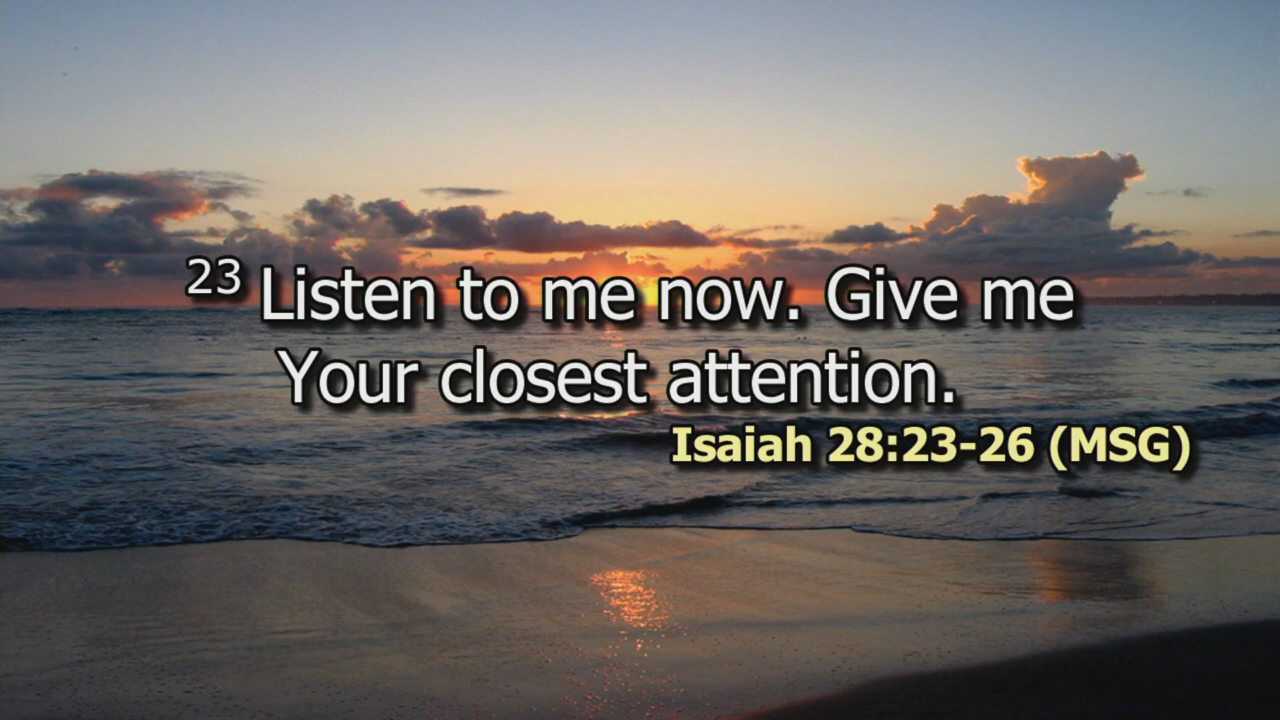 23 Listen to me now. Give me
Your closest attention.
Isaiah 28:23-26 (MSG)